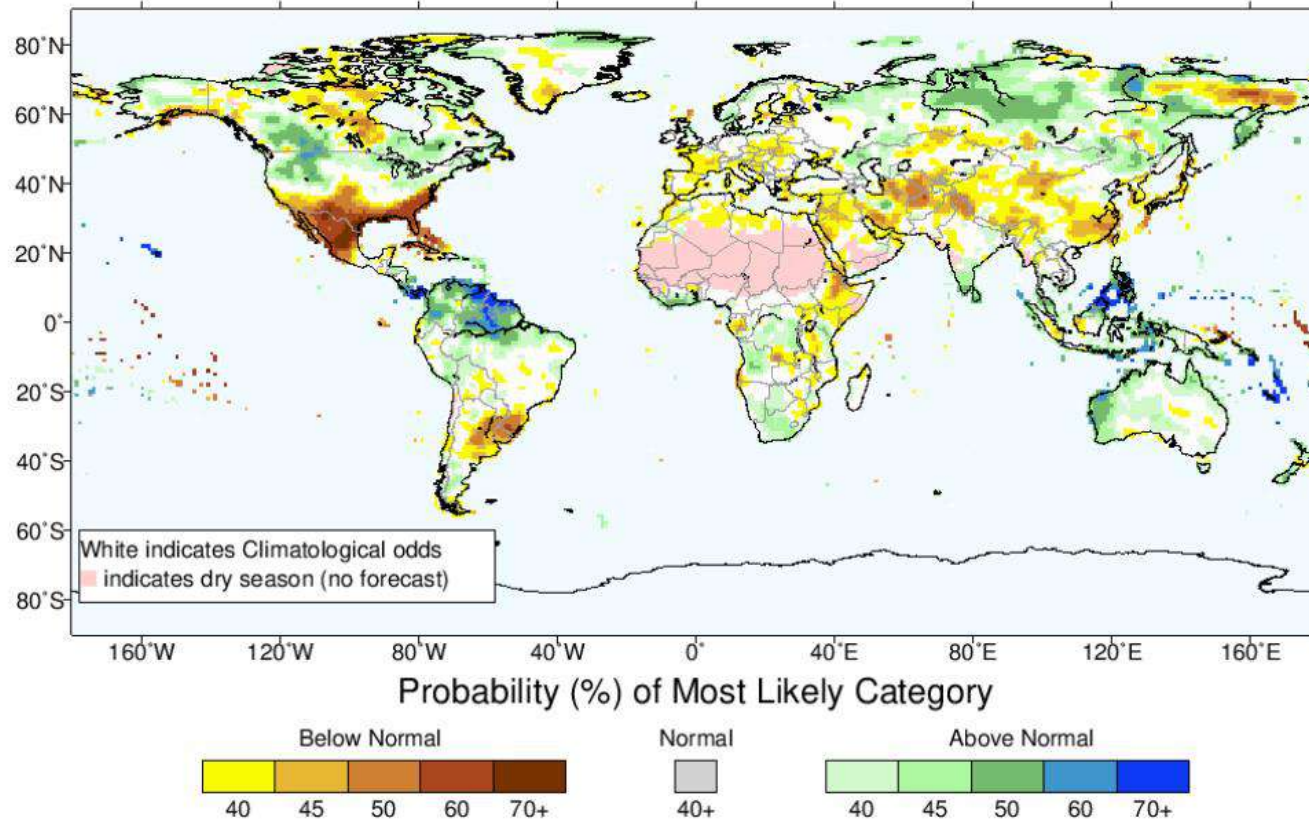 80˚N
60˚N
40˚N
20˚N
0˚
20˚S
40˚S
60˚S
80˚S
White indicates Climatological odds
indicates dry season (no forecast)
160˚W 120˚W 80˚W 40˚W 0˚ 40˚E 80˚E 120˚E 160˚E
Probability (%) of Most Likely Category
Below Normal Normal Above Normal
40 45 50 60 70+ 40+ 40 45 50 60 70+